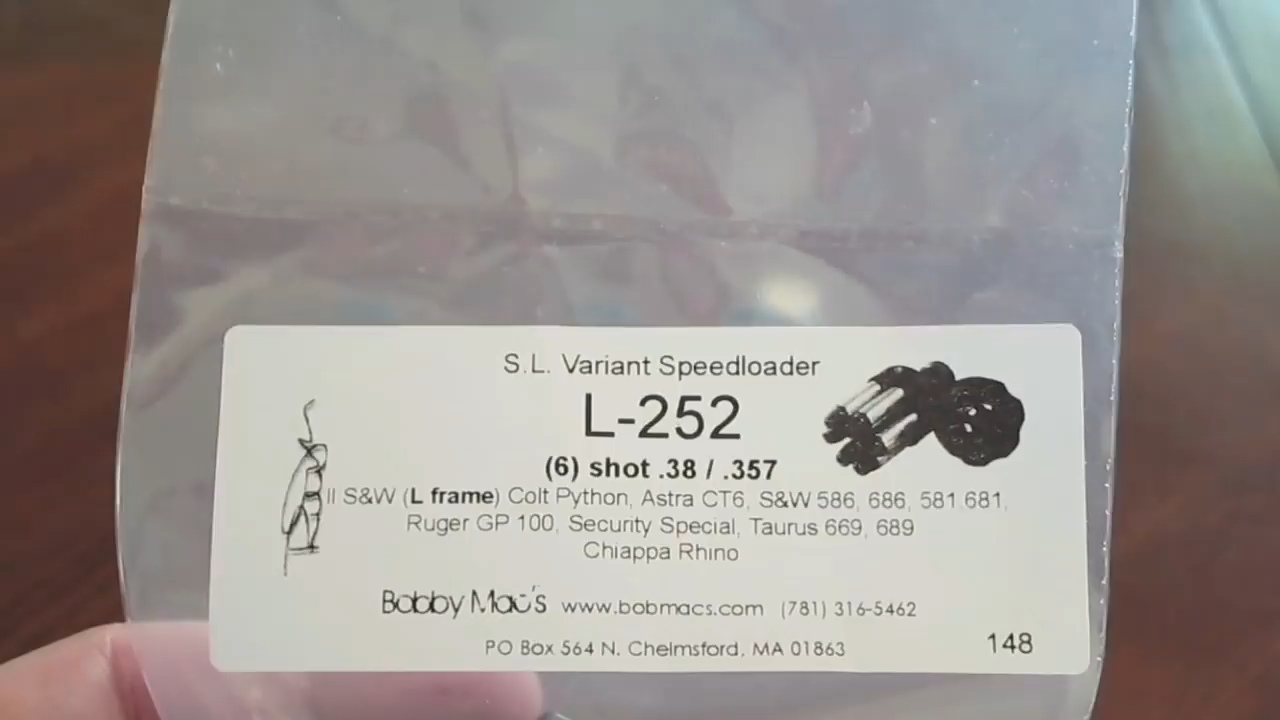 S.L. Variant Speedloader
L-252
(6) shot .38 / .357
ll S&W (L frame) Colt Python, Astra CT6, S&W 586, 686, 581 681,
Ruger GP 100, Security Special, Taurus 669, 689
Chiappa Rhino
Bobby Mac's www.bobmacs.com (781) 316-5462
PO Box 564 N. Chelmsford, MA 01863
148